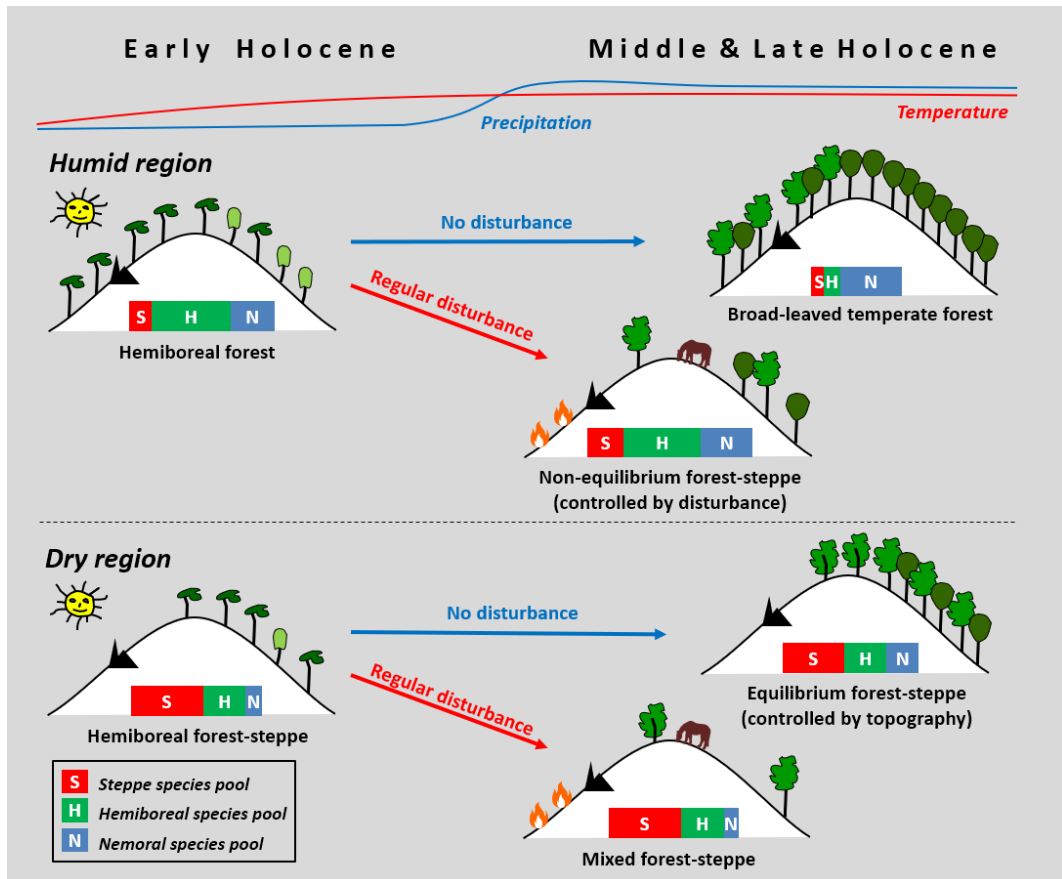 Early Holocene
Middle & Late Holocene
Precipitation
Temperature
Humid region
No disturbance
Regular disturbance
S H N
Hemiboreal forest
S H N
Broad-leaved temperate forest
S H N
Non-equilibrium forest-steppe
(controlled by disturbance)
Dry region
No disturbance
Regular disturbance
S H N
Hemiboreal forest-steppe
S H N
Equilibrium forest-steppe
(controlled by topography)
S H N
Mixed forest-steppe
S Steppe species pool
H Hemiboreal species pool
N Nemoral species pool